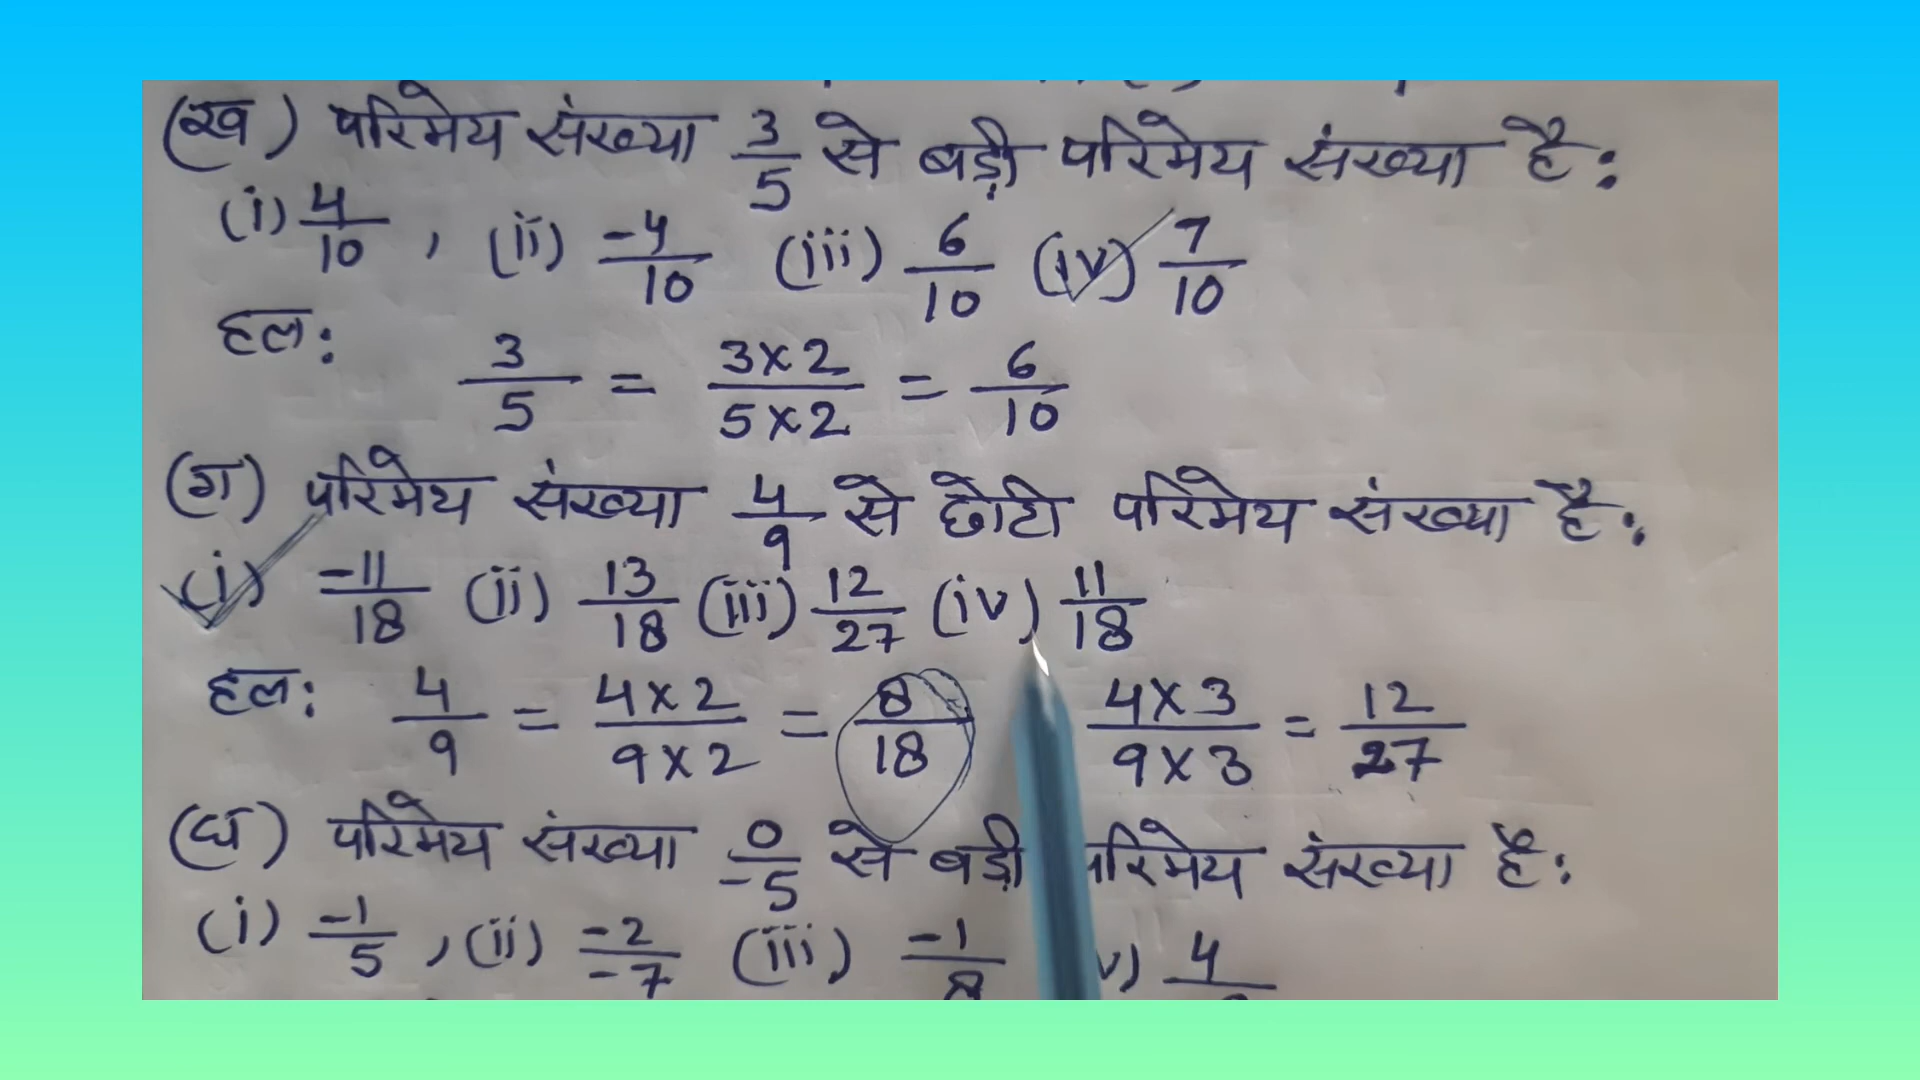 (ख) परिमेय संख्या 3/5 से बड़ी परिमेय संख्या है:
(i) 4/10 , (ii) -4/10 (iii) 6/10 (iv) 7/10
हल: 3/5 = 3×2/5×2 = 6/10
(ग) परिमेय संख्या 4/9 से छोटी परिमेय संख्या है:
(i) -11/18 (ii) 13/18 (iii) 12/27 (iv) 11/18
हल: 4/9 = 4×2/9×2 = 8/18 4×3/9×3 = 12/27
(घ) परिमेय संख्या 0/-5 से बड़ी परिमेय संख्या है:
(i) -1/5 , (ii) -2/-7 (iii) -1/8 v) 4